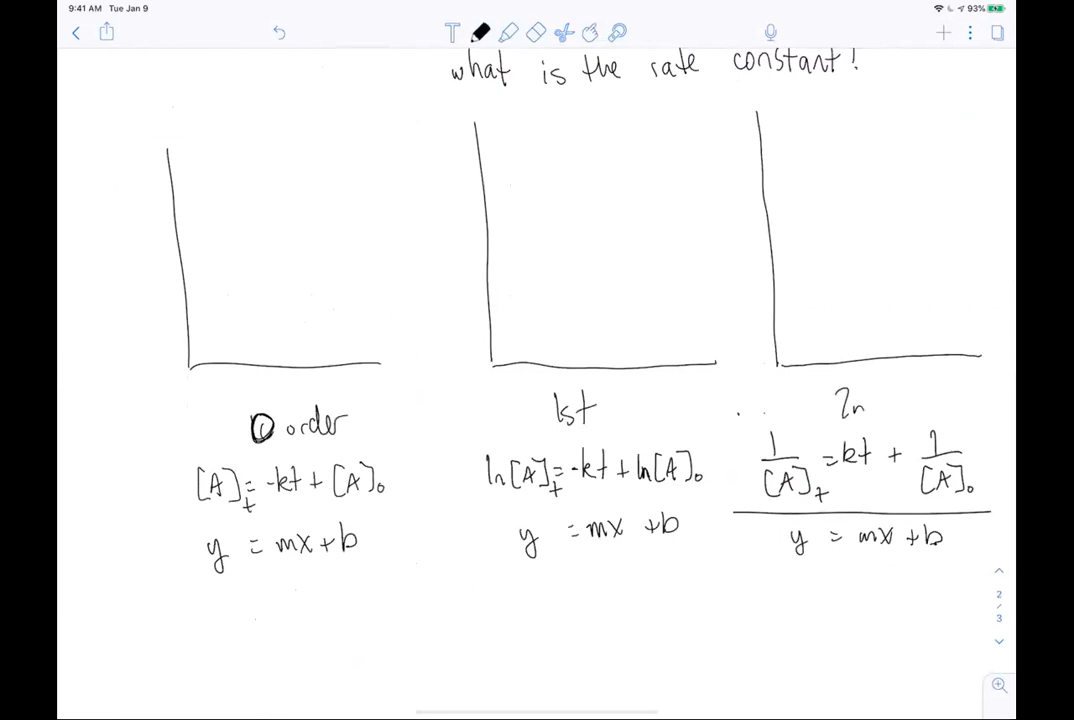 9:41 AM Tue Jan 9
93%
what is the rate constant!
0 order
[A]t = -kt + [A]0
y = mx + b
1st
ln[A]t = -kt + ln[A]0
y = mx + b
2n
1/[A]t = kt + 1/[A]0
y = mx + b
2
/
3